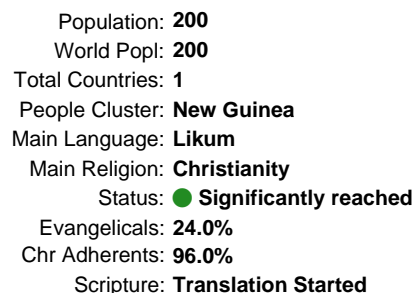 Population: 200
World Popl: 200
Total Countries: 1
People Cluster: New Guinea
Main Language: Likum
Main Religion: Christianity
Status: Significantly reached
Evangelicals: 24.0%
Chr Adherents: 96.0%
Scripture: Translation Started